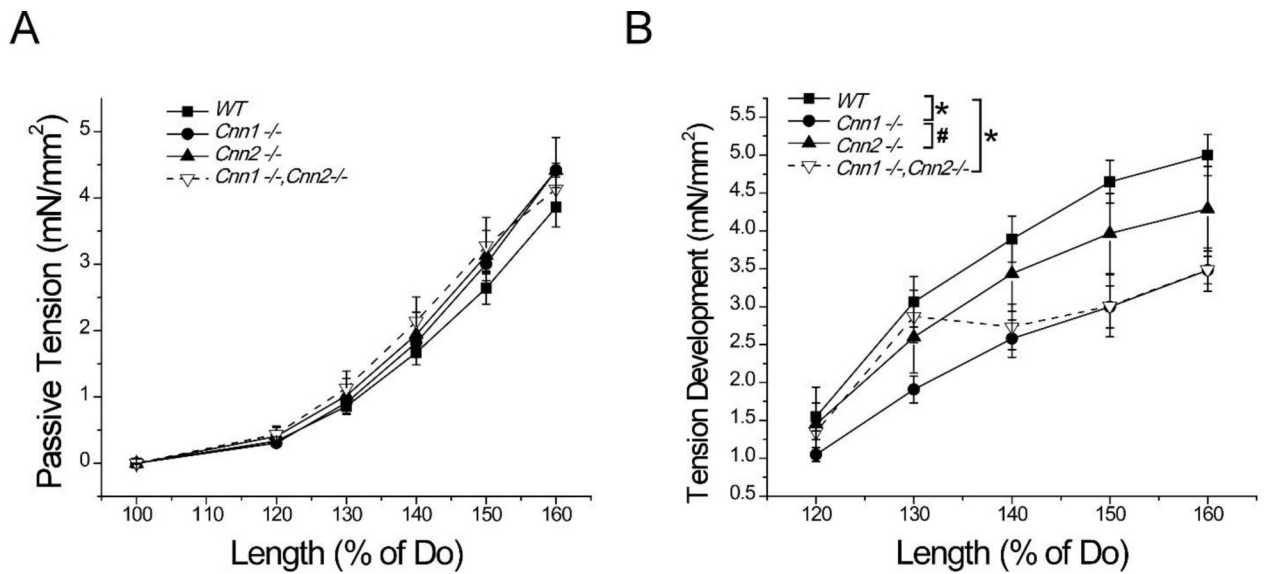 A
WT
Cnn1 -/-
Cnn2 -/-
Cnn1 -/-,Cnn2-/-
Passive Tension (mN/mm²)
5
4
3
2
1
0
100 110 120 130 140 150 160
Length (% of Do)
B
WT
Cnn1 -/-
Cnn2 -/-
Cnn1 -/-,Cnn2-/-
*
#
*
Tension Development (mN/mm²)
5.5
5.0
4.5
4.0
3.5
3.0
2.5
2.0
1.5
1.0
0.5
120 130 140 150 160
Length (% of Do)